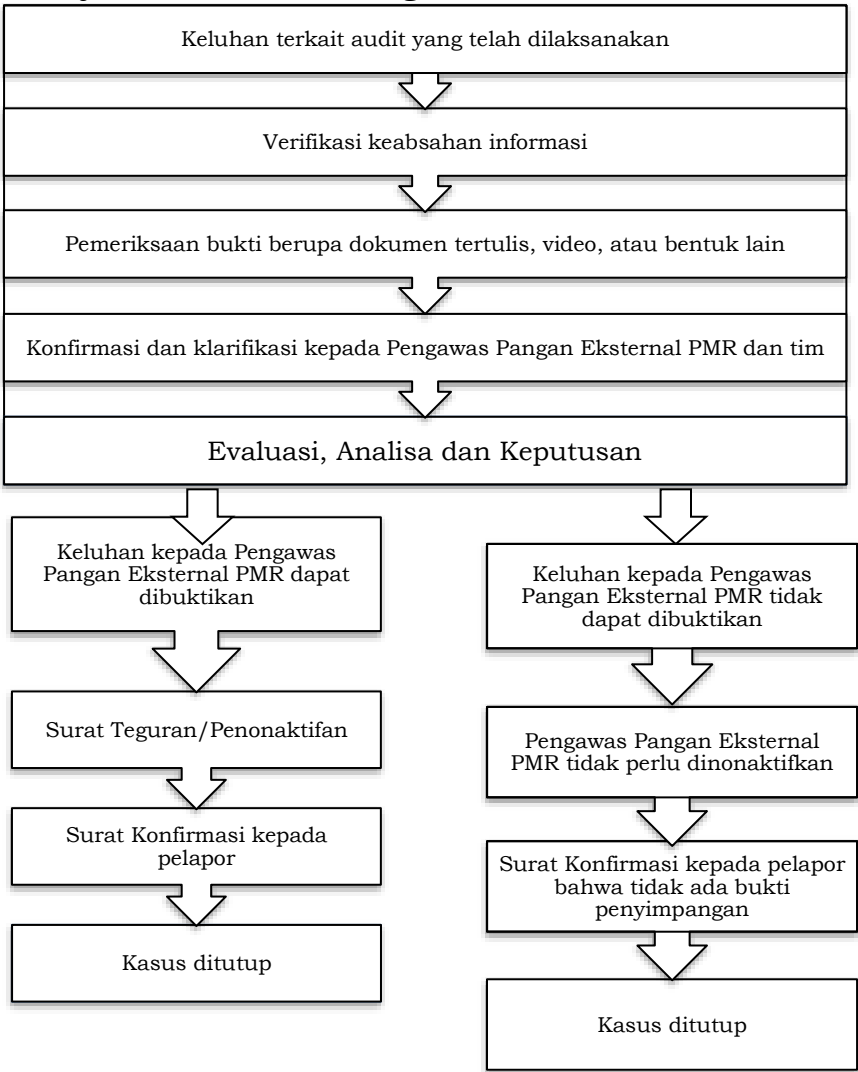 Keluhan terkait audit yang telah dilaksanakan
Verifikasi keabsahan informasi
Pemeriksaan bukti berupa dokumen tertulis, video, atau bentuk lain
Konfirmasi dan klarifikasi kepada Pengawas Pangan Eksternal PMR dan tim
Evaluasi, Analisa dan Keputusan
Keluhan kepada Pengawas
Pangan Eksternal PMR dapat
dibuktikan
Surat Teguran/Penonaktifan
Surat Konfirmasi kepada
pelapor
Kasus ditutup
Keluhan kepada Pengawas
Pangan Eksternal PMR tidak
dapat dibuktikan
Pengawas Pangan Eksternal
PMR tidak perlu dinonaktifkan
Surat Konfirmasi kepada pelapor
bahwa tidak ada bukti
penyimpangan
Kasus ditutup